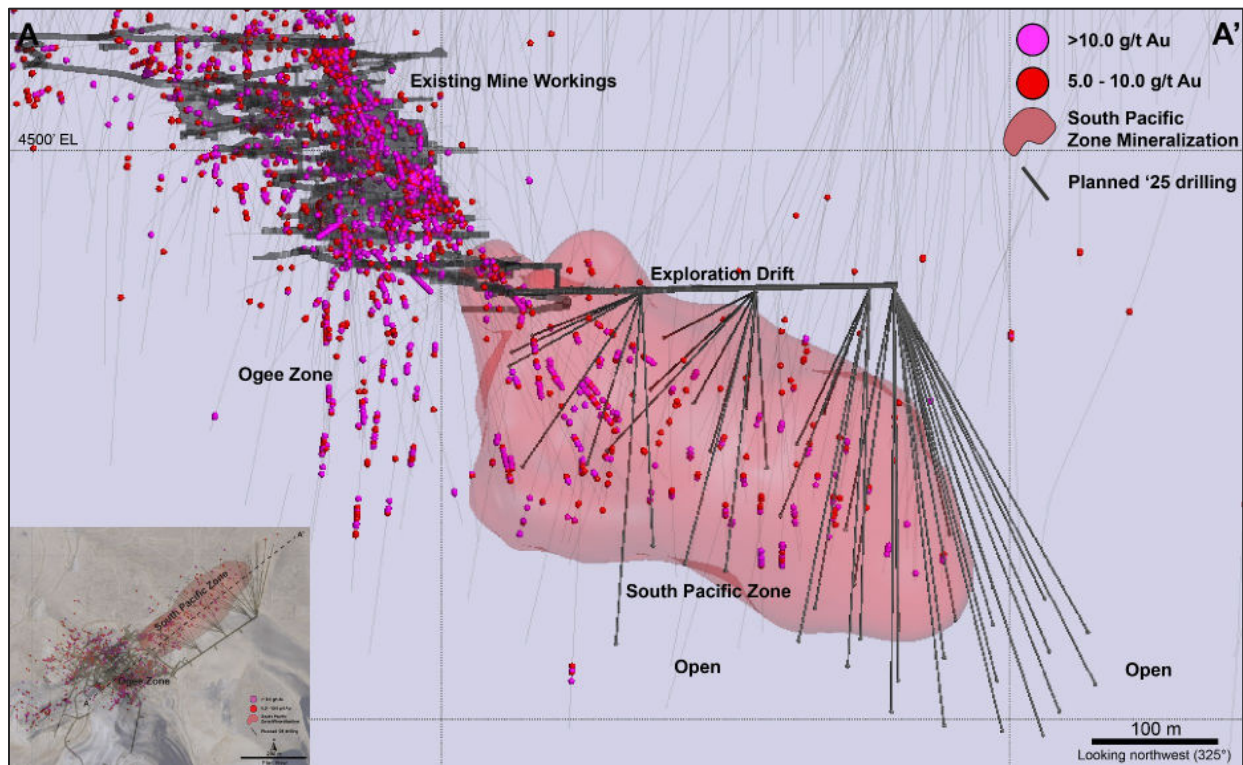 A
A'
>10.0 g/t Au
5.0 - 10.0 g/t Au
South Pacific
Zone Mineralization
Planned ‘25 drilling
Existing Mine Workings
4500' EL
Exploration Drift
Ogee Zone
South Pacific Zone
Open
Open
100 m
Looking northwest (325°)
A'
South Pacific Zone
Ogee Zone
A